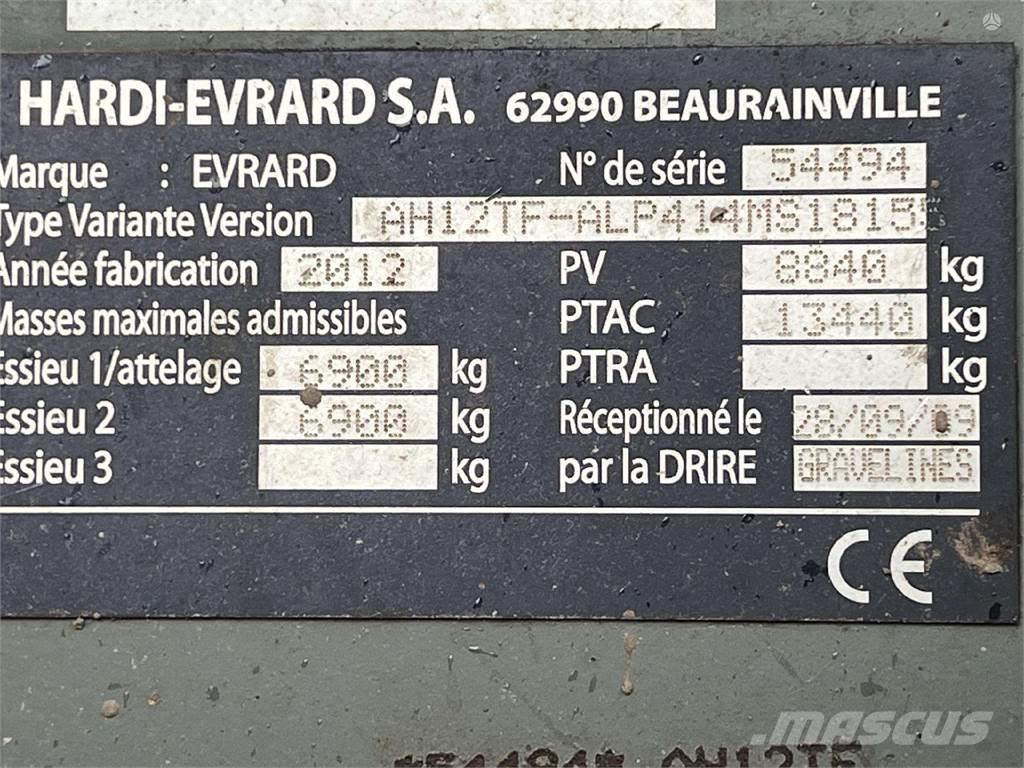 HARDI-EVRARD S.A. 62990 BEAURAINVILLE
Marque : EVRARD N° de série 54494
Type Variante Version
Année fabrication 2012 PV 8840 kg
Masses maximales admissibles PTAC 13440 kg
Essieu 1/attelage 6900 kg PTRA kg
Essieu 2 6900 kg Réceptionné le 28/09/09
Essieu 3 kg par la DRIRE GRAVELINES
CE
MASCUS
AH12TF